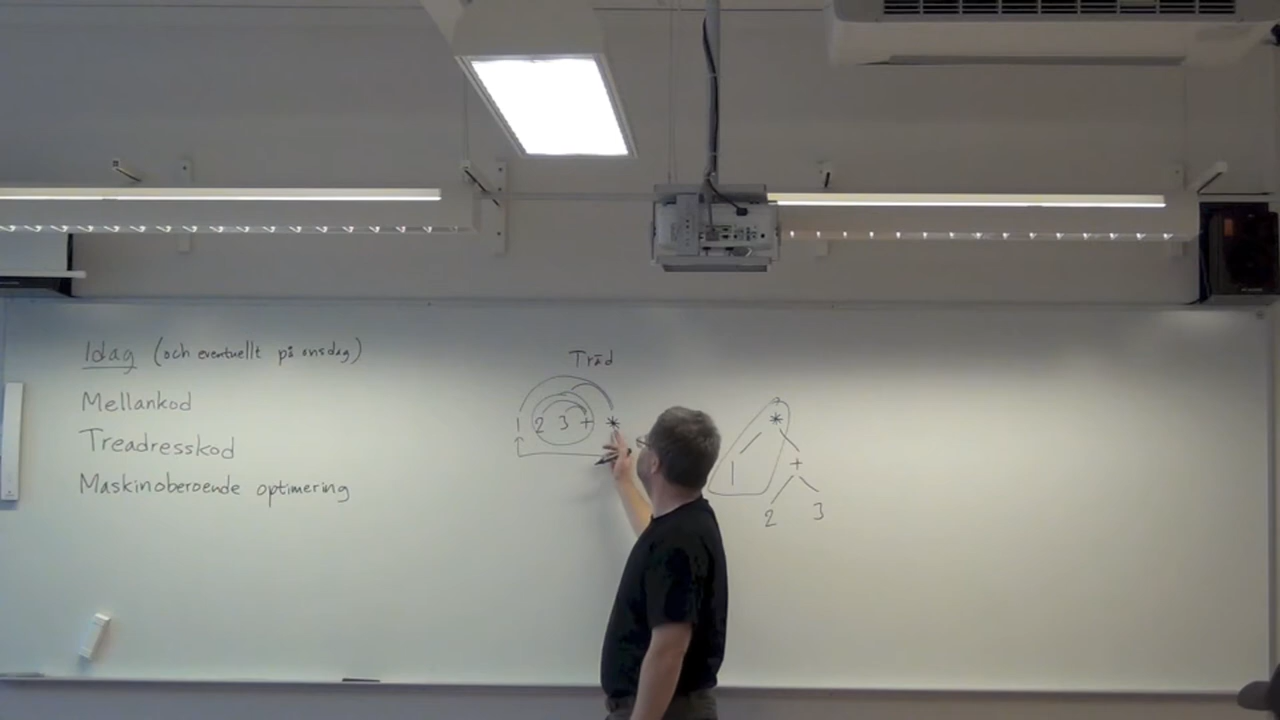 Idag (och eventuellt på onsdag)
Mellankod
Treadresskod
Maskinoberoende optimering
Träd
1 2 3 + *
*
1 +
2 3